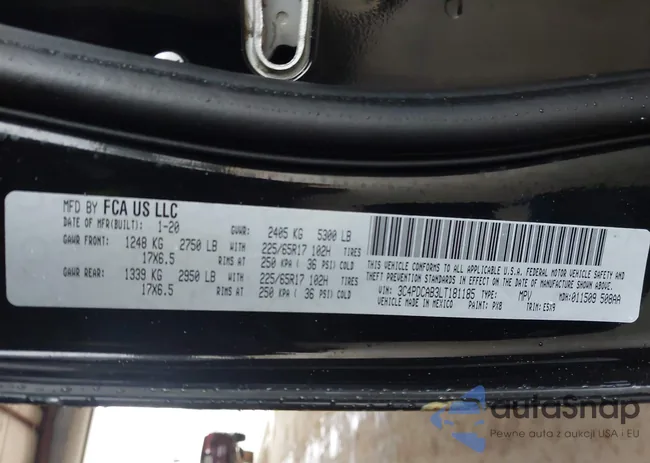 MFD BY FCA US LLC
DATE OF MFR(BUILT): 1-20 GVWR: 2405 KG 5300 LB
GAWR FRONT: 1248 KG 2750 LB WITH 225/65R17 102H
17X6.5 RIMS AT 250 KPA ( 36 PSI) COLD
GAWR REAR: 1339 KG 2950 LB WITH 225/65R17 102H
17X6.5 RIMS AT 250 KPA ( 36 PSI) COLD
THIS VEHICLE CONFORMS TO ALL APPLICABLE U.S.A. FEDERAL MOTOR VEHICLE SAFETY AND
THEFT PREVENTION STANDARDS IN EFFECT ON THE DATE OF MANUFACTURE SHOWN ABOVE.
VIN: 3C4PDCAB3LT181185 TYPE: MPV MDH:011509 508AA
VEHICLE MADE IN MEXICO PAINT: PX8 TRIM: E5X9
autoSnap
Pewne auto z aukcji USA i EU